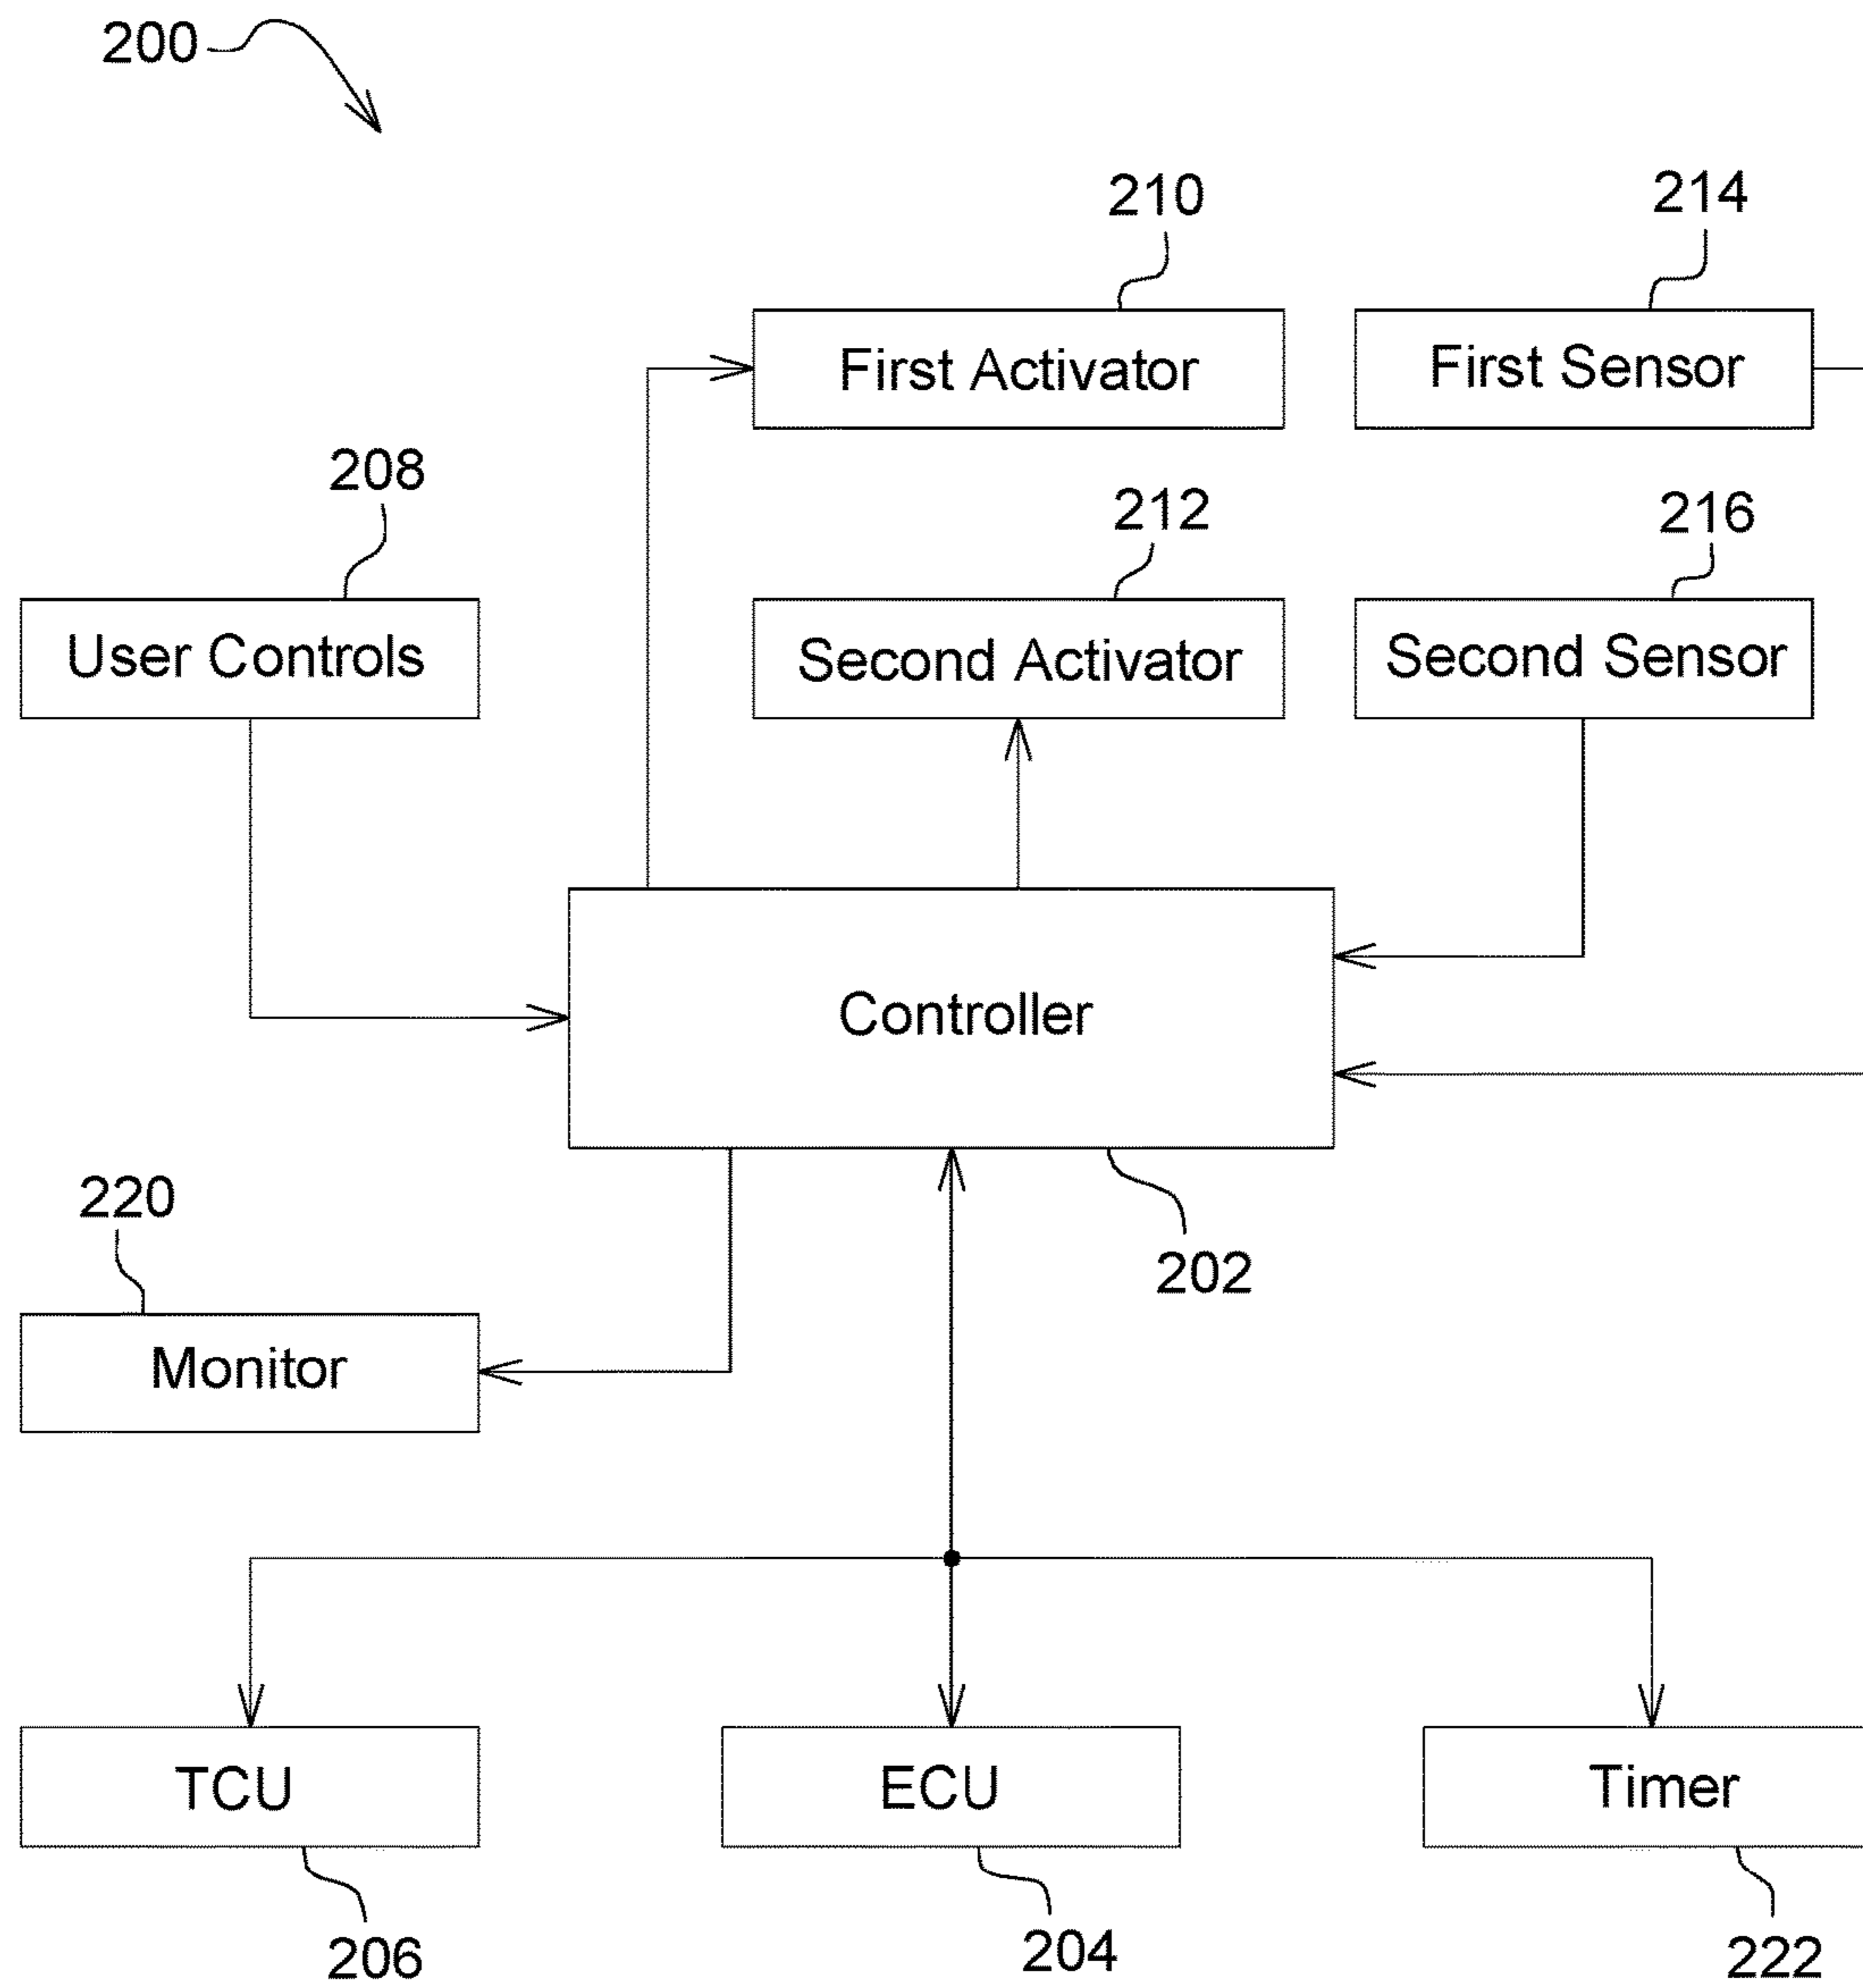 200
210
214
First Activator
First Sensor
208
212
216
User Controls
Second Activator
Second Sensor
Controller
220
202
Monitor
TCU
ECU
Timer
206
204
222